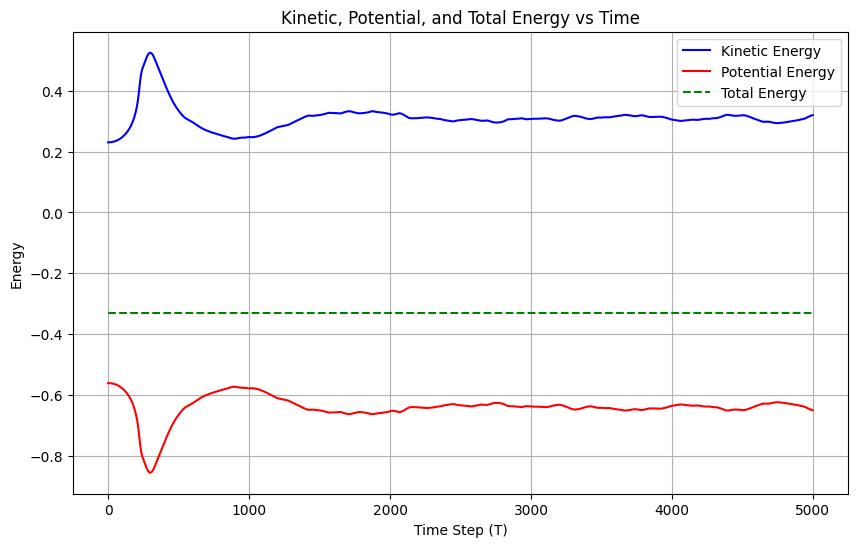 Kinetic, Potential, and Total Energy vs Time
Kinetic Energy
Potential Energy
Total Energy
0.4
0.2
0.0
−0.2
−0.4
−0.6
−0.8
Energy
0
1000
2000
3000
4000
5000
Time Step (T)